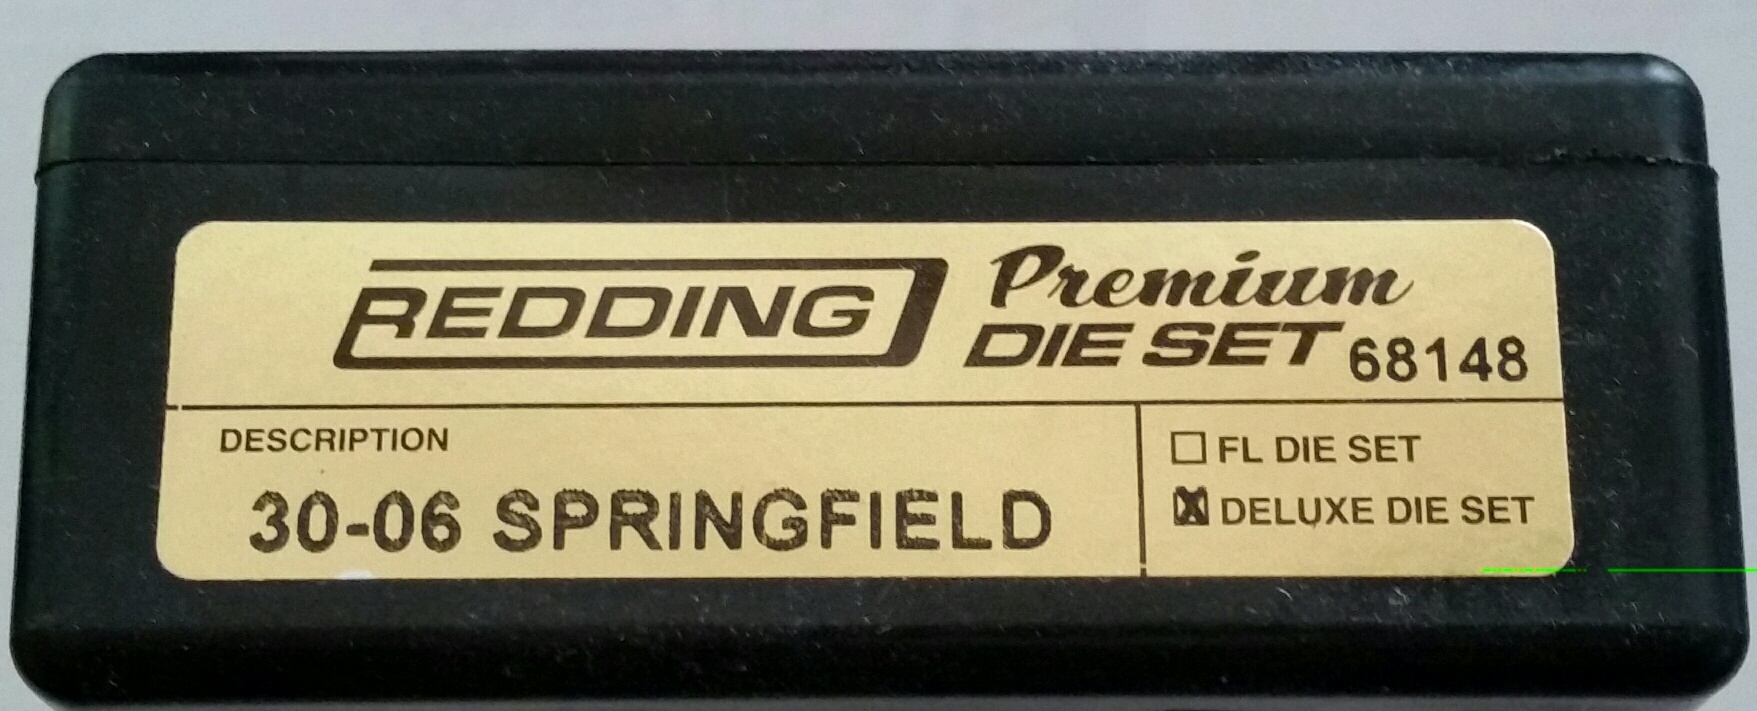 REDDING Premium
DIE SET 68148
DESCRIPTION
30-06 SPRINGFIELD
FL DIE SET
X DELUXE DIE SET